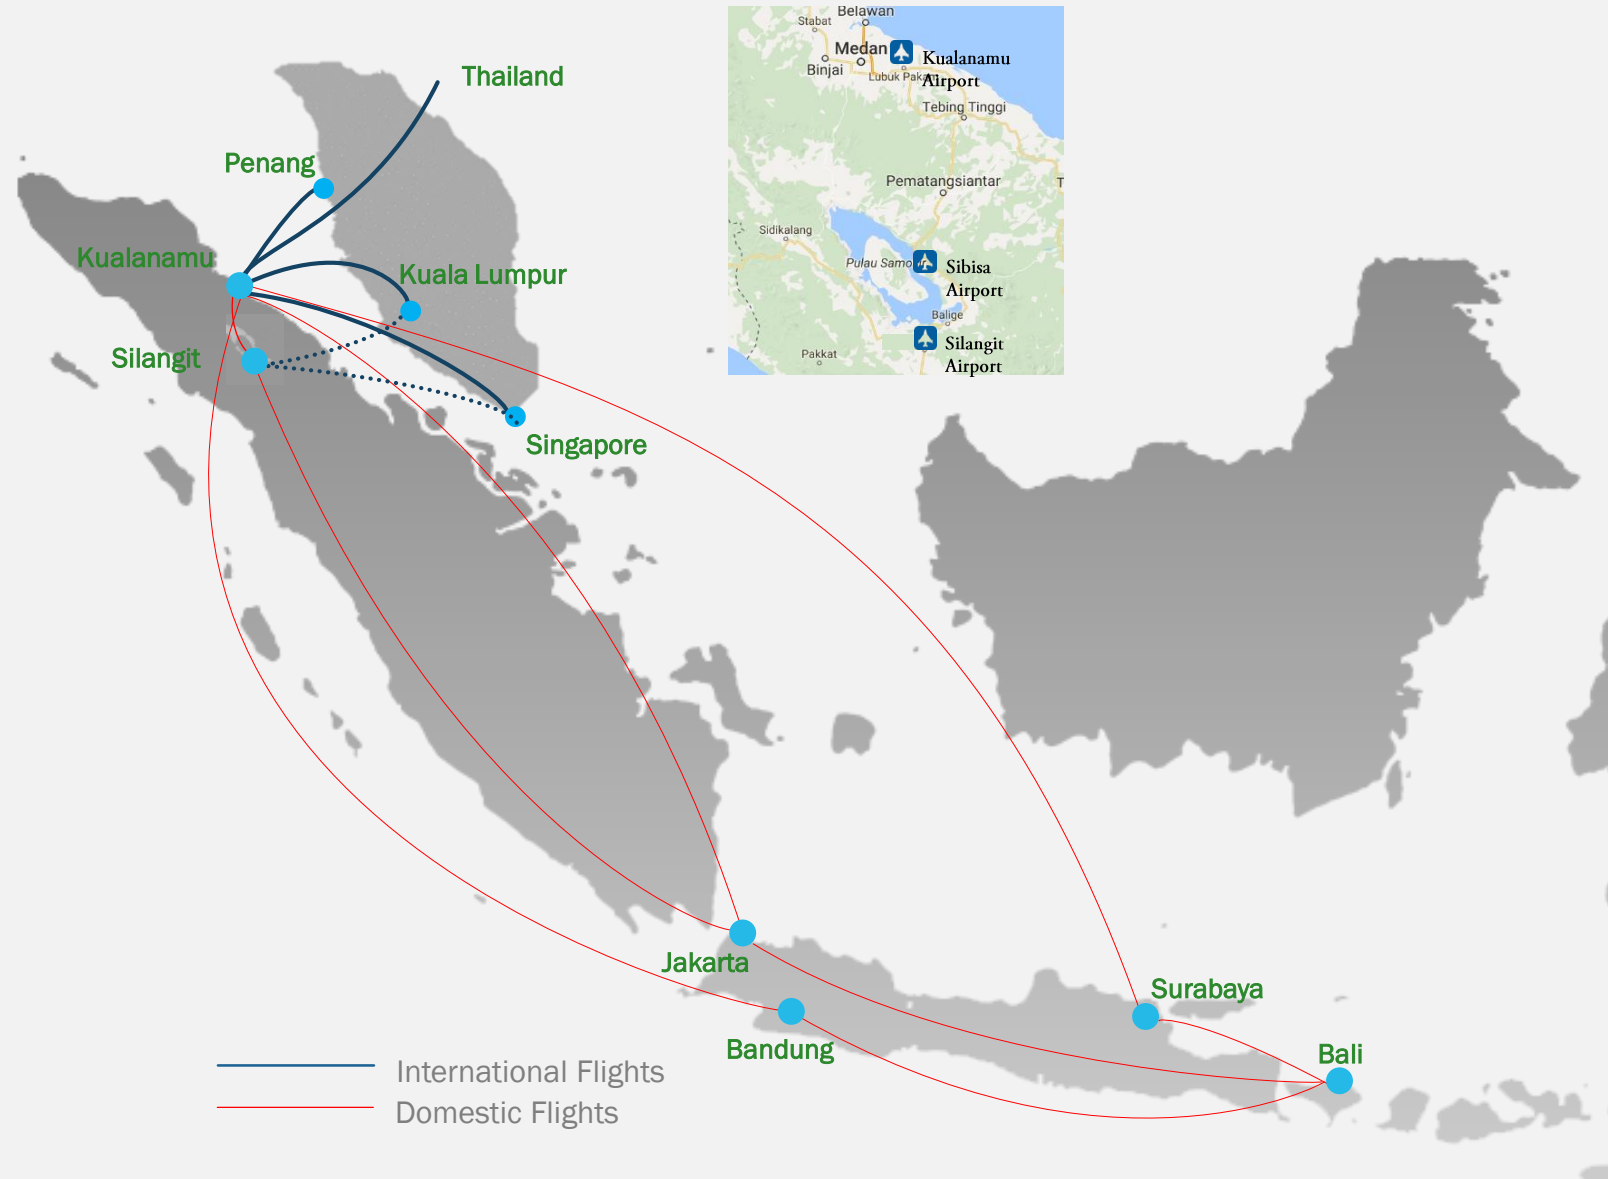 Thailand
Penang
Kualanamu
Kuala Lumpur
Silangit
Singapore
Jakarta
Surabaya
Bandung
Bali
International Flights
Domestic Flights
Belawan
Stabat
Medan
Kualanamu
Airport
Binjai
Lubuk Pakam
Tebing Tinggi
Pematangsiantar
T
Sidikalang
Pulau Samo
Sibisa
Airport
Balige
Silangit
Airport
Pakkat